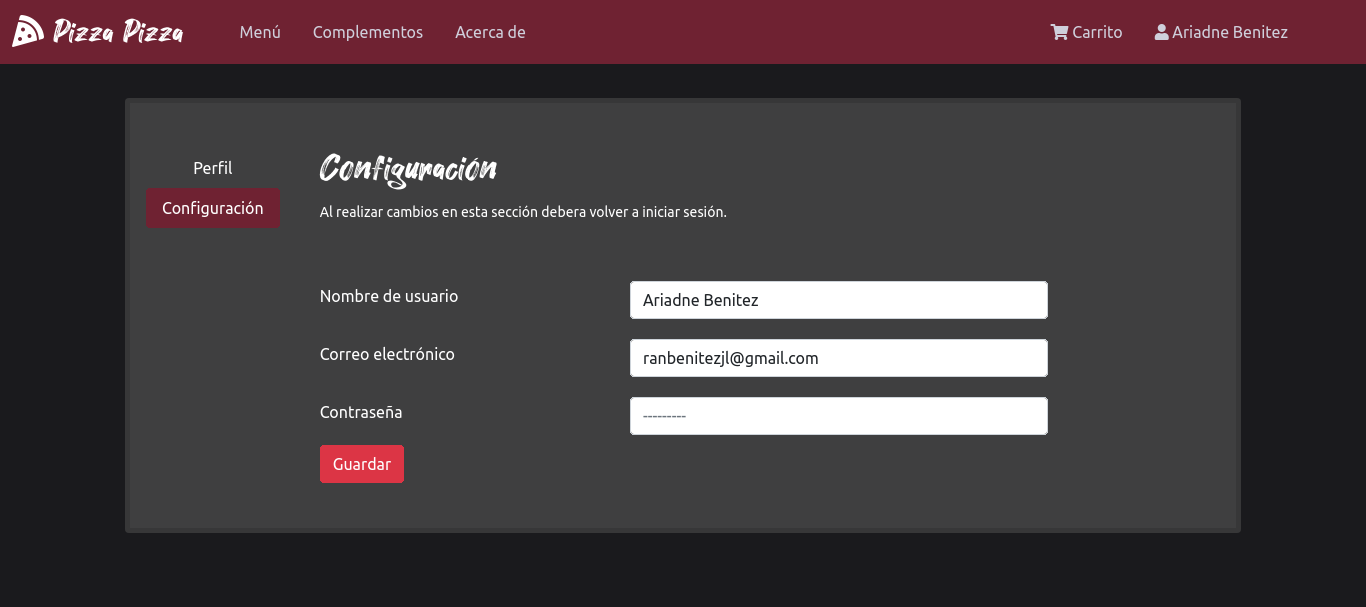 Pizza Pizza Menú Complementos Acerca de Carrito Ariadne Benitez
Perfil
Configuración
Configuración
Al realizar cambios en esta sección debera volver a iniciar sesión.
Nombre de usuario Ariadne Benitez
Correo electrónico ranbenitezjl@gmail.com
Contraseña ---------
Guardar